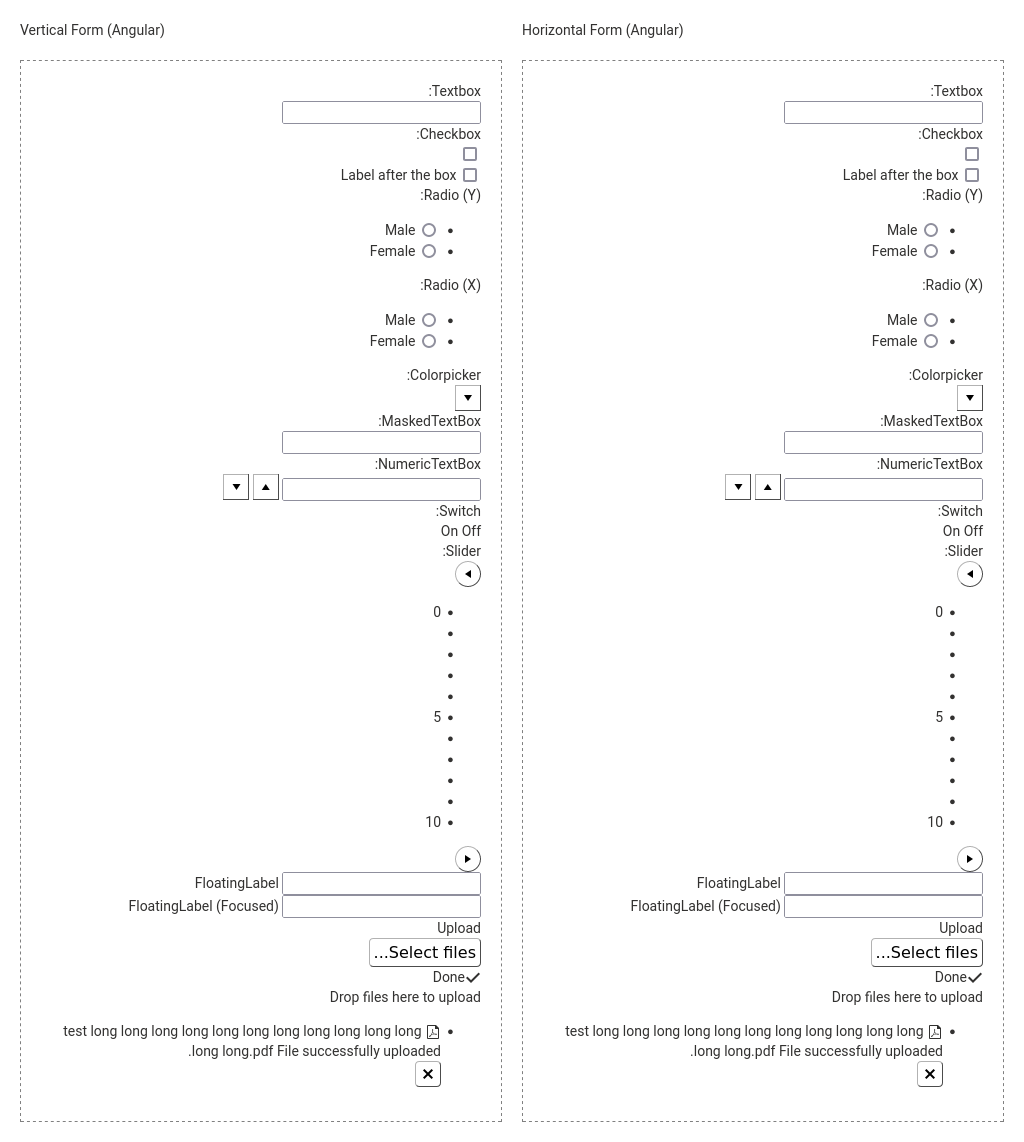 Vertical Form (Angular)
:Textbox
:Checkbox
Label after the box
:Radio (Y)
Male
Female
:Radio (X)
Male
Female
:Colorpicker
:MaskedTextBox
:NumericTextBox
:Switch
On Off
:Slider
0
5
10
FloatingLabel
FloatingLabel (Focused)
Upload
...Select files
Done
Drop files here to upload
test long long long long long long long long long long long
.long long.pdf File successfully uploaded
Horizontal Form (Angular)
:Textbox
:Checkbox
Label after the box
:Radio (Y)
Male
Female
:Radio (X)
Male
Female
:Colorpicker
:MaskedTextBox
:NumericTextBox
:Switch
On Off
:Slider
0
5
10
FloatingLabel
FloatingLabel (Focused)
Upload
...Select files
Done
Drop files here to upload
test long long long long long long long long long long long
.long long.pdf File successfully uploaded